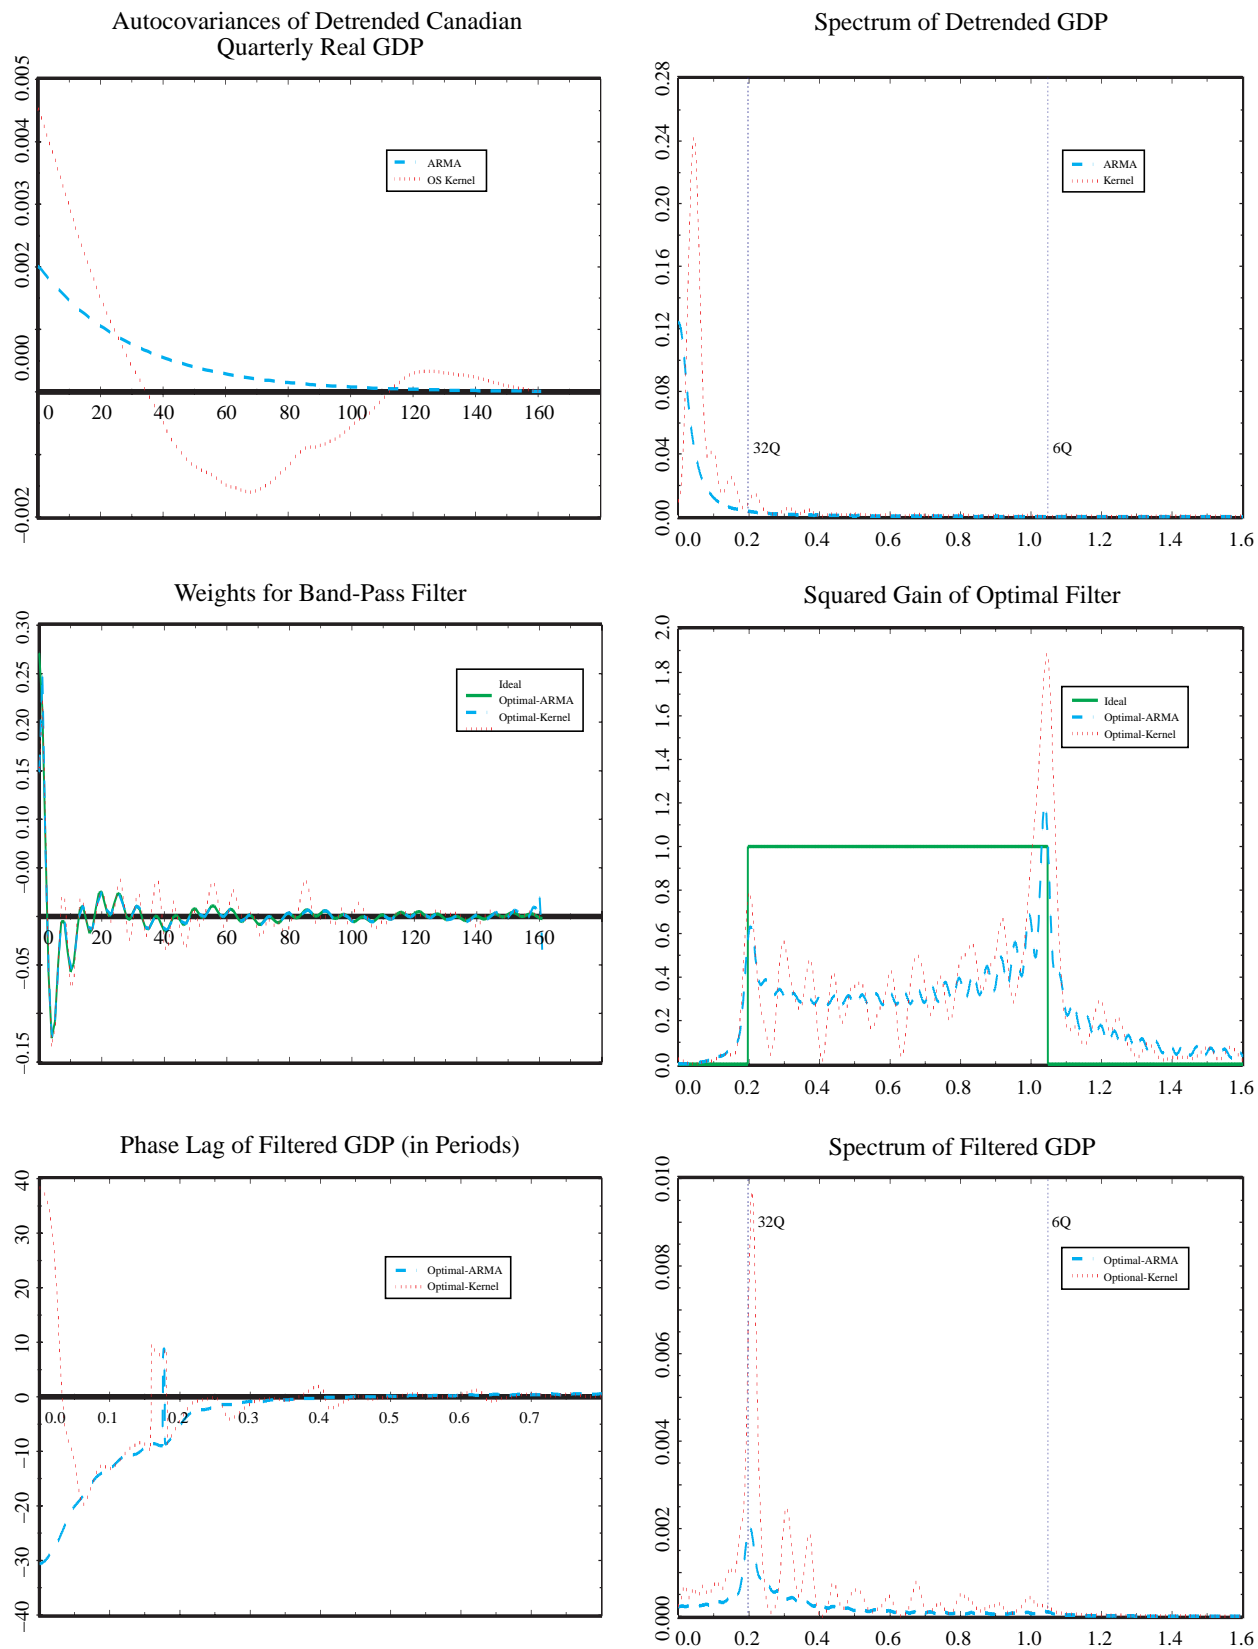 Autocovariances of Detrended Canadian
Quarterly Real GDP
0.005
0.004
0.003
0.002
0.000
−0.002
0 20 40 60 80 100 120 140 160
ARMA
OS Kernel
Spectrum of Detrended GDP
0.28
0.24
0.20
0.16
0.12
0.08
0.04
0.00
0.0 0.2 0.4 0.6 0.8 1.0 1.2 1.4 1.6
ARMA
Kernel
32Q
6Q
Weights for Band-Pass Filter
0.30
0.25
0.20
0.15
0.10
−0.00
−0.05
−0.15
0 20 40 60 80 100 120 140 160
Ideal
Optimal-ARMA
Optimal-Kernel
Squared Gain of Optimal Filter
2.0
1.8
1.6
1.4
1.2
1.0
0.8
0.6
0.4
0.2
0.0
0.0 0.2 0.4 0.6 0.8 1.0 1.2 1.4 1.6
Ideal
Optimal-ARMA
Optimal-Kernel
Phase Lag of Filtered GDP (in Periods)
40
30
20
10
0
−10
−20
−30
−40
0.0 0.1 0.2 0.3 0.4 0.5 0.6 0.7
Optimal-ARMA
Optimal-Kernel
Spectrum of Filtered GDP
0.010
0.008
0.006
0.004
0.002
0.000
0.0 0.2 0.4 0.6 0.8 1.0 1.2 1.4 1.6
32Q
6Q
Optimal-ARMA
Optional-Kernel